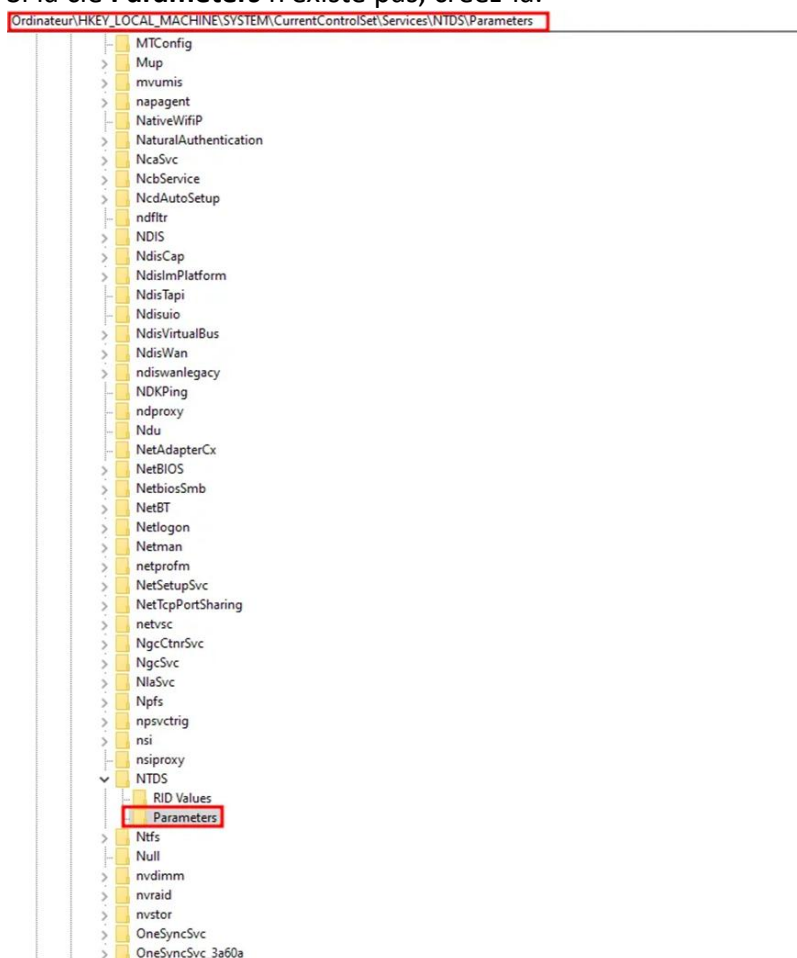 Si la clé Parameters n'existe pas, créez-la.
Ordinateur\HKEY_LOCAL_MACHINE\SYSTEM\CurrentControlSet\Services\NTDS\Parameters
MTConfig
Mup
mvumis
napagent
NativeWifiP
NaturalAuthentication
NcaSvc
NcbService
NcdAutoSetup
ndfltr
NDIS
NdisCap
NdisImPlatform
NdisTapi
Ndisuio
NdisVirtualBus
NdisWan
ndiswanlegacy
NDKPing
ndproxy
Ndu
NetAdapterCx
NetBIOS
NetbiosSmb
NetBT
Netlogon
Netman
netprofm
NetSetupSvc
NetTcpPortSharing
netvsc
NgcCtnrSvc
NgcSvc
NlaSvc
Npfs
npsvctrig
nsi
nsiproxy
NTDS
RID Values
Parameters
Ntfs
Null
nvdimm
nvraid
nvstor
OneSyncSvc
OneSyncSvc_3a60a